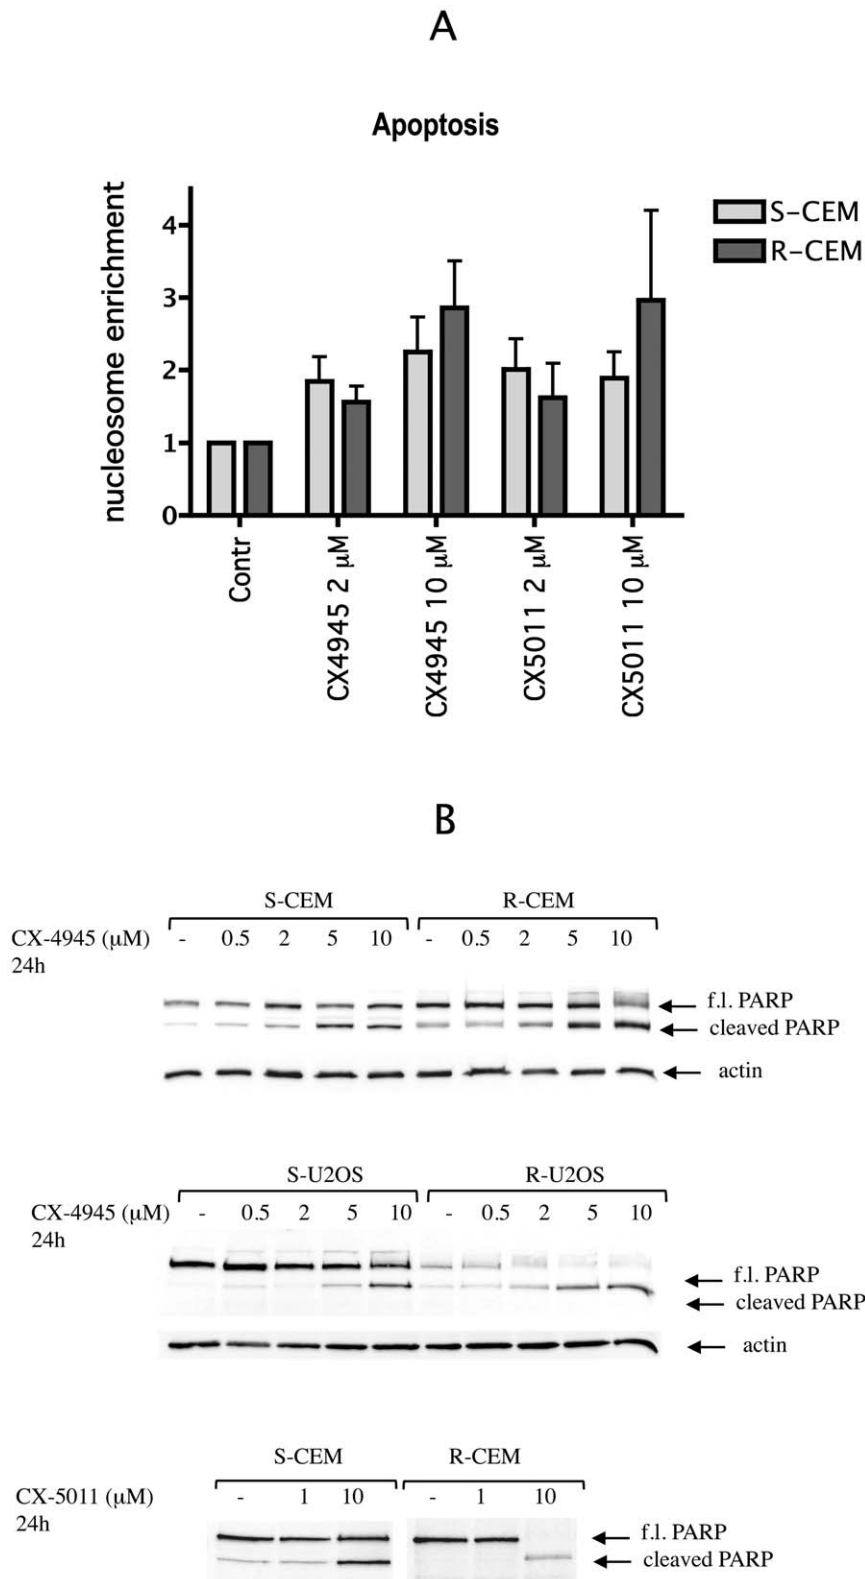 A
Apoptosis
nucleosome enrichment
4
3
2
1
0
S-CEM
R-CEM
Contr
CX4945 2 μM
CX4945 10 μM
CX5011 2 μM
CX5011 10 μM
B
S-CEM R-CEM
CX-4945 (μM) - 0.5 2 5 10 - 0.5 2 5 10
24h
f.l. PARP
cleaved PARP
actin
S-U2OS R-U2OS
CX-4945 (μM) - 0.5 2 5 10 - 0.5 2 5 10
24h
f.l. PARP
cleaved PARP
actin
S-CEM R-CEM
CX-5011 (μM) - 1 10 - 1 10
24h
f.l. PARP
cleaved PARP